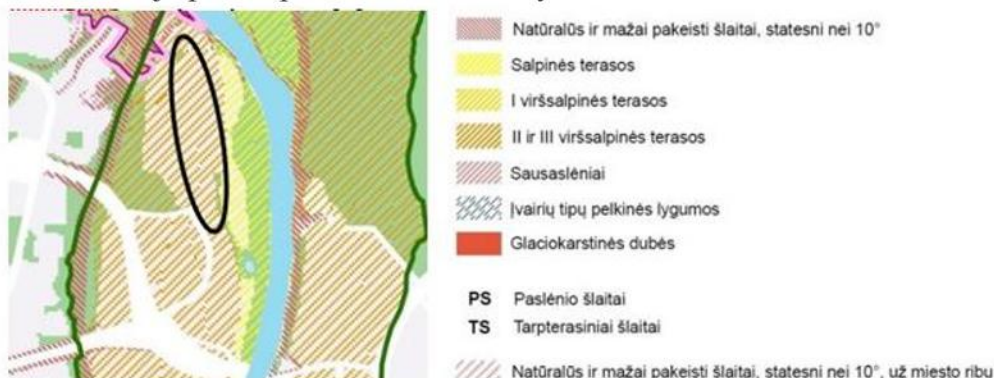 Natūralūs ir mažai pakeisti šlaitai, statesni nei 10°
Salpinės terasos
I viršsalpinės terasos
II ir III viršsalpinės terasos
Sausaslėniai
Įvairių tipų pelkinės lygumos
Glaciokarstinės dubės
PS Paslėnio šlaitai
TS Tarpterasiniai šlaitai
Natūralūs ir mažai pakeisti šlaitai, statesni nei 10°, už miesto ribų